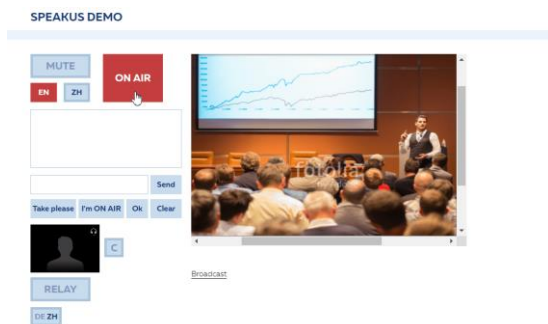 SPEAKUS DEMO
MUTE
ON AIR
EN ZH
fotolia
Send
Take please I'm ON AIR Ok Clear
C
Broadcast
RELAY
DE ZH